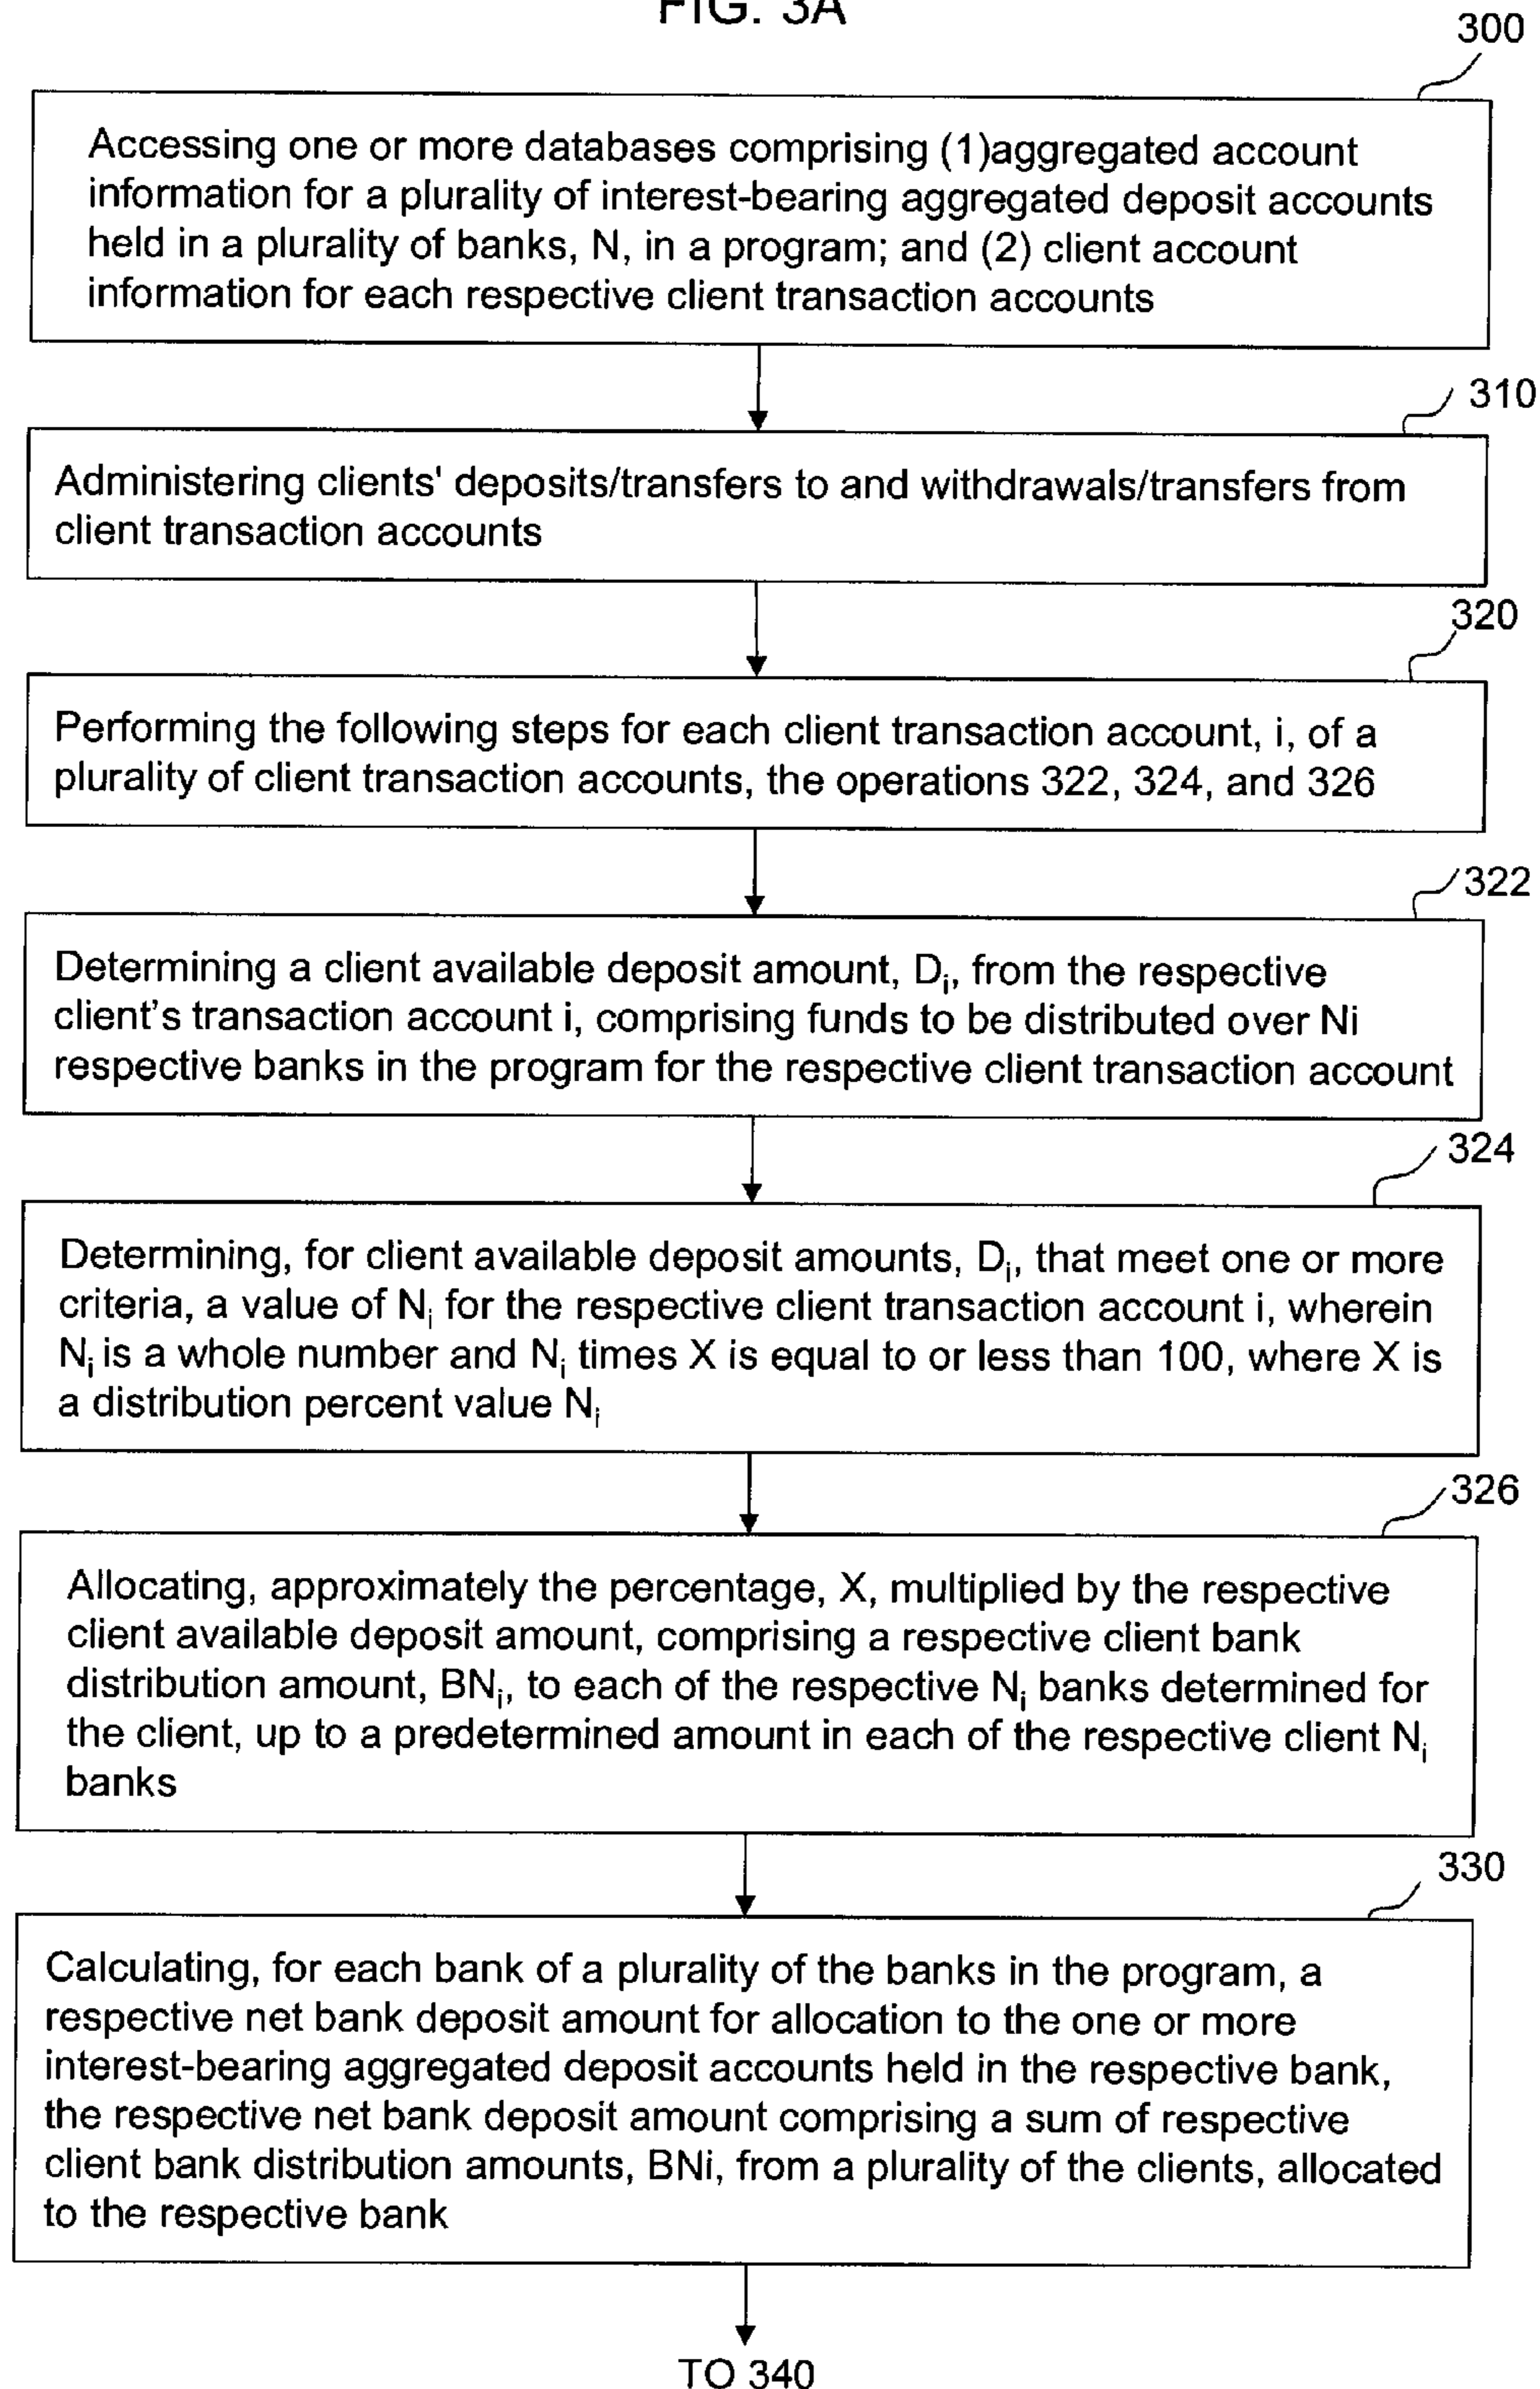 FIG. 3A
300
Accessing one or more databases comprising (1)aggregated account
information for a plurality of interest-bearing aggregated deposit accounts
held in a plurality of banks, N, in a program; and (2) client account
information for each respective client transaction accounts
310
Administering clients' deposits/transfers to and withdrawals/transfers from
client transaction accounts
320
Performing the following steps for each client transaction account, i, of a
plurality of client transaction accounts, the operations 322, 324, and 326
322
Determining a client available deposit amount, Di, from the respective
client's transaction account i, comprising funds to be distributed over Ni
respective banks in the program for the respective client transaction account
324
Determining, for client available deposit amounts, Di, that meet one or more
criteria, a value of Ni for the respective client transaction account i, wherein
Ni is a whole number and Ni times X is equal to or less than 100, where X is
a distribution percent value Ni
326
Allocating, approximately the percentage, X, multiplied by the respective
client available deposit amount, comprising a respective client bank
distribution amount, BNi, to each of the respective Ni banks determined for
the client, up to a predetermined amount in each of the respective client Ni
banks
330
Calculating, for each bank of a plurality of the banks in the program, a
respective net bank deposit amount for allocation to the one or more
interest-bearing aggregated deposit accounts held in the respective bank,
the respective net bank deposit amount comprising a sum of respective
client bank distribution amounts, BNi, from a plurality of the clients, allocated
to the respective bank
TO 340